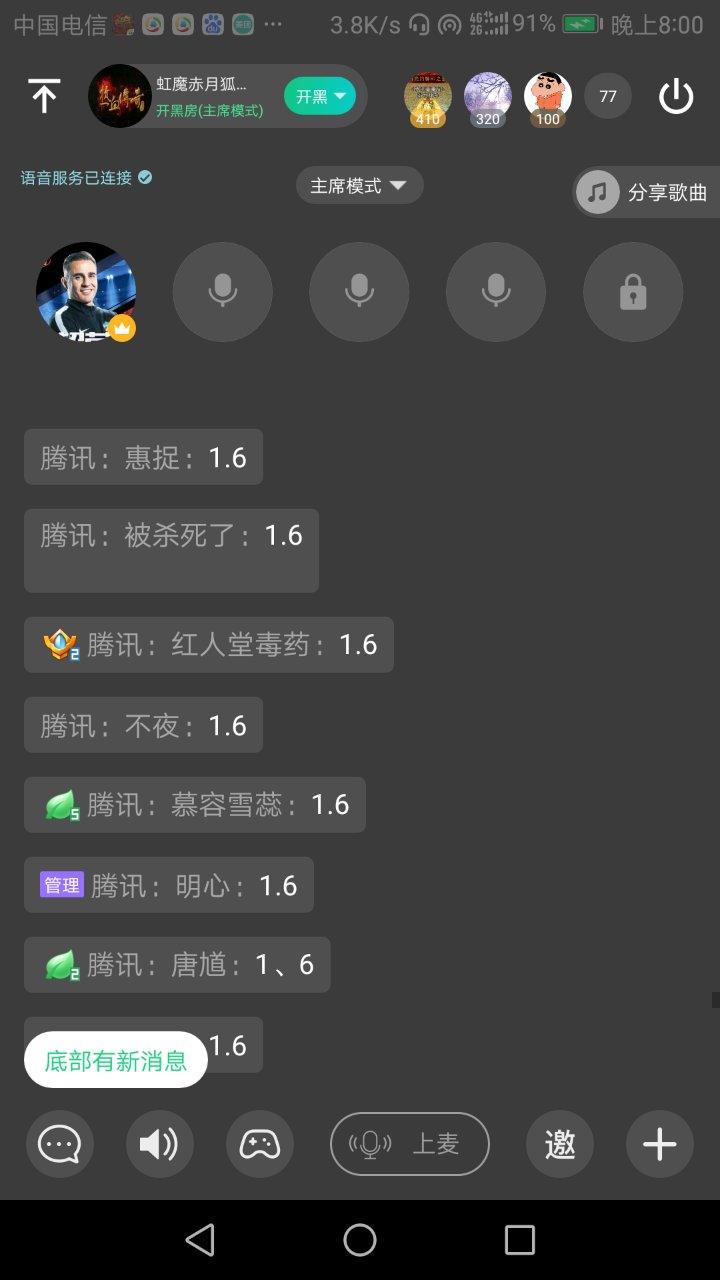 中国电信 ··· 3.8K/s 4G 2G 91% 晚上8:00
虹魔赤月狐...
开黑房(主席模式)
开黑
410 320 100 77
语音服务已连接
主席模式
分享歌曲
腾讯：惠捉：1.6
腾讯：被杀死了：1.6
2 腾讯：红人堂毒药：1.6
腾讯：不夜：1.6
5 腾讯：慕容雪蕊：1.6
管理 腾讯：明心：1.6
2 腾讯：唐馗：1、6
1.6
底部有新消息
上麦 邀